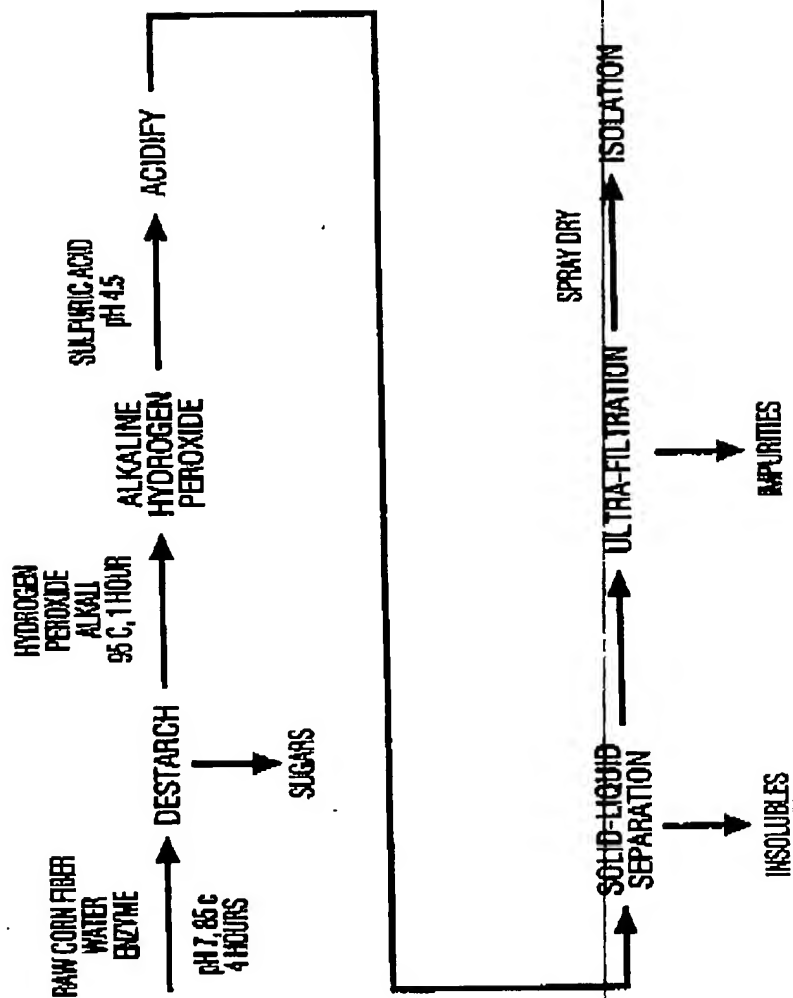 RAW CORN FIBER
WATER
ENZYME
pH 7, 85 c
4 HOURS
DESTARCH
SUGARS
HYDROGEN
PEROXIDE
ALKALI
95 C, 1 HOUR
ALKALINE
HYDROGEN
PEROXIDE
SULFURIC ACID
pH 4.5
ACIDIFY
SOLID-LIQUID
SEPARATION
INSOLUBLES
ULTRA-FILTRATION
IMPURITIES
SPRAY DRY
ISOLATION